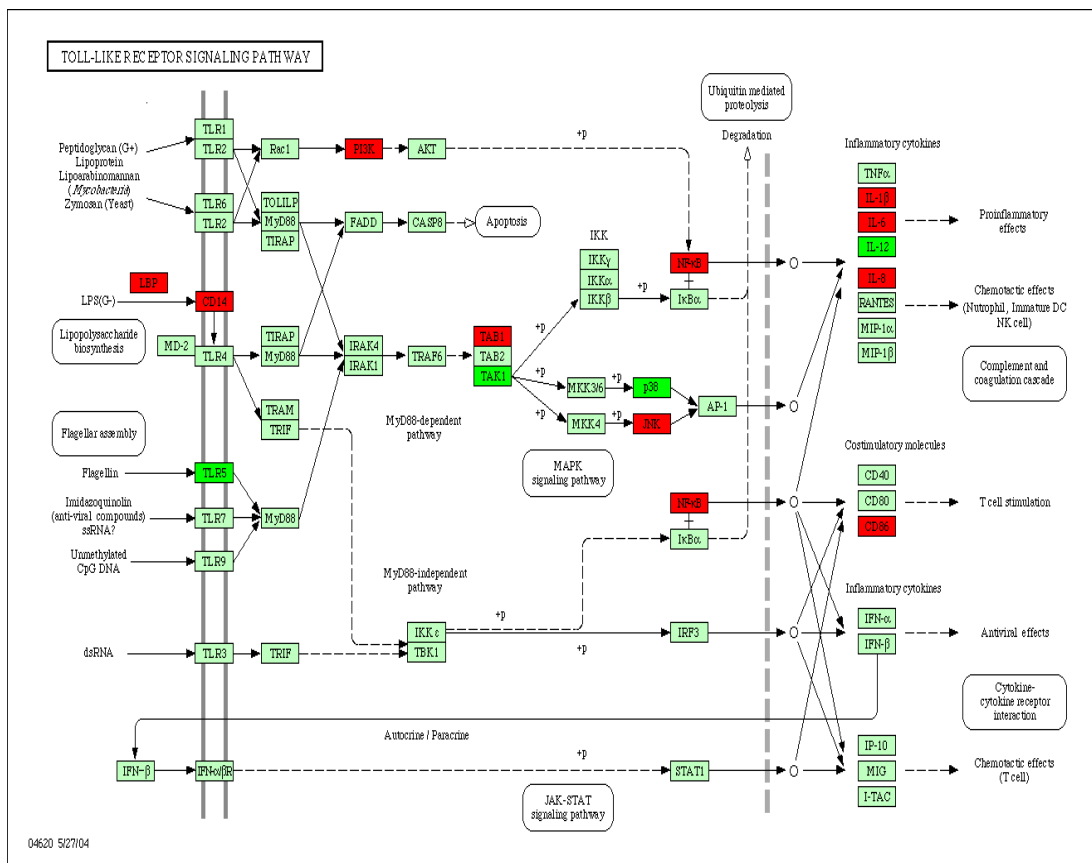 TOLL-LIKE RECEPTOR SIGNALING PATHWAY
Ubiquitin mediated
proteolysis
Degradation
+p
TLR1
TLR2
Rac1
PI3K
AKT
Peptidoglycan (G+)
Lipoprotein
Lipoarabinomannan
(Mycobacteria)
Zymosan (Yeast)
TLR6
TLR2
TOLLIP
MyD88
TIRAP
FADD
CASP8
Apoptosis
Inflammatory cytokines
TNFα
IL-1β
IL-6
IL-12
Proinflammatory
effects
IL-8
RANTES
MIP-1α
MIP-1β
Chemotactic effects
(Nutrophil, Immature DC
NK cell)
Complement and
coagulation cascade
IKK
IKKγ
IKKα
IKKβ
+p
NFκB
IκBα
LBP
LPS(G-)
CD14
Lipopolysaccharide
biosynthesis
MD-2
TLR4
TIRAP
MyD88
IRAK4
IRAK1
TRAF6
TAB1
TAB2
TAK1
+p
+p
+p
MKK3/6
+p
p38
MKK4
+p
JNK
AP-1
TRAM
TRIF
MyD88-dependent
pathway
MAPK
signaling pathway
Flagellar assembly
Flagellin
TLR5
Imidazoquinolin
(anti-viral compounds)
ssRNA?
TLR7
MyD88
Unmethylated
CpG DNA
TLR9
NFκB
IκBα
Costimulatory molecules
CD40
CD80
CD86
T cell stimulation
MyD88-independent
pathway
+p
IKKε
TBK1
+p
IRF3
dsRNA
TLR3
TRIF
Inflammatory cytokines
IFN-α
IFN-β
Antiviral effects
Cytokine-
cytokine receptor
interaction
Autocrine / Paracrine
IFN-β
IFN-α/βR
+p
STAT1
JAK-STAT
signaling pathway
IP-10
MIG
I-TAC
Chemotactic effects
(T cell)
04620 5/27/04